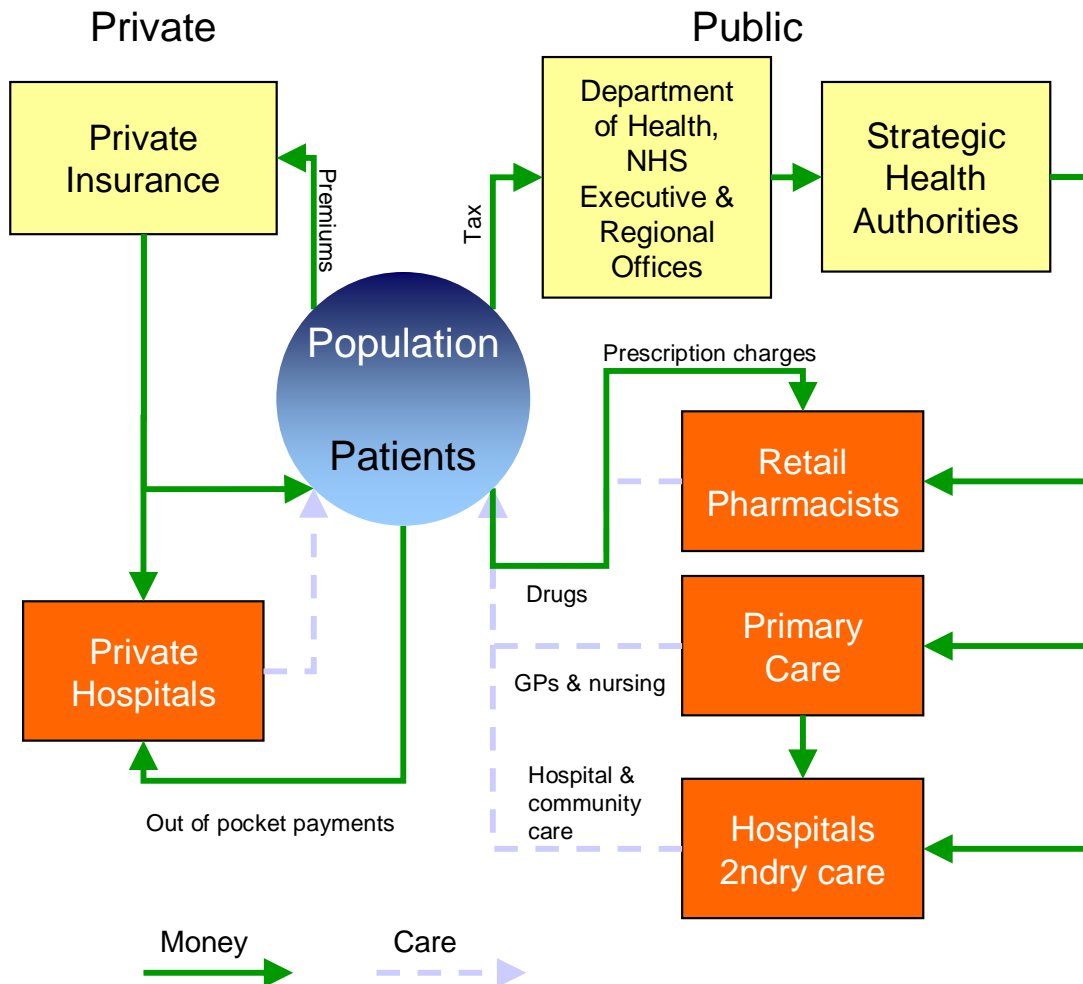 Private
Public
Private
Insurance
Premiums
Tax
Department
of Health,
NHS
Executive &
Regional
Offices
Strategic
Health
Authorities
Population
Patients
Prescription charges
Retail
Pharmacists
Drugs
Private
Hospitals
Primary
Care
GPs & nursing
Hospital &
community
care
Hospitals
2ndry care
Out of pocket payments
Money
Care